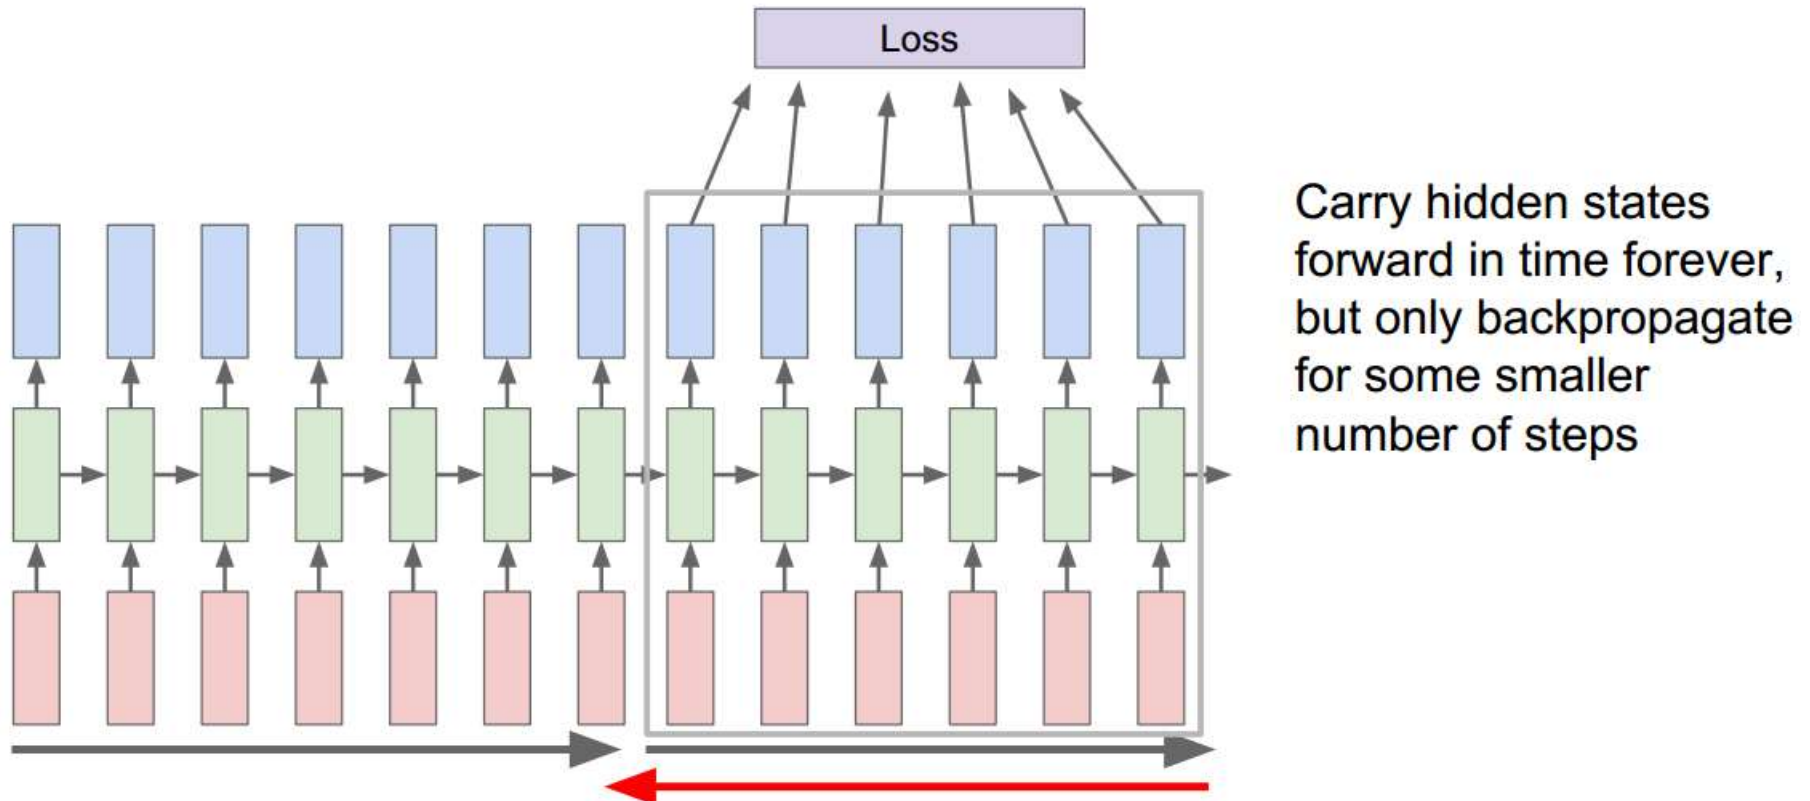 Loss
Carry hidden states
forward in time forever,
but only backpropagate
for some smaller
number of steps